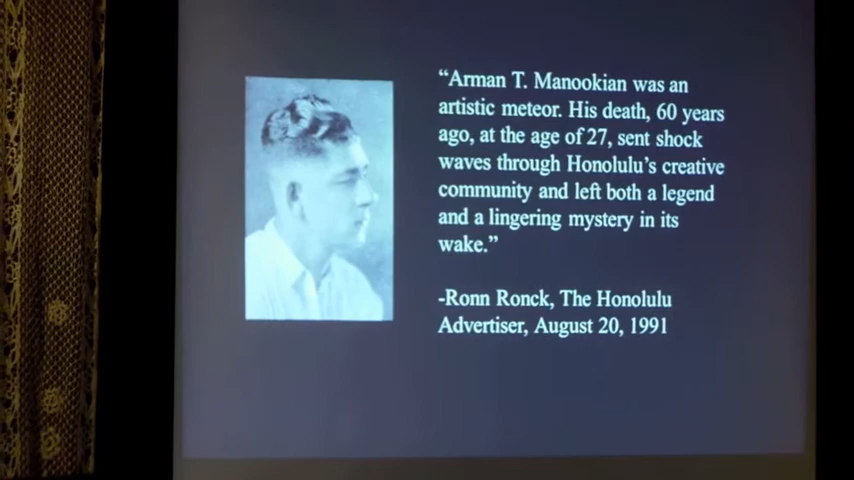 “Arman T. Manookian was an
artistic meteor. His death, 60 years
ago, at the age of 27, sent shock
waves through Honolulu’s creative
community and left both a legend
and a lingering mystery in its
wake.”
-Ronn Ronck, The Honolulu
Advertiser, August 20, 1991